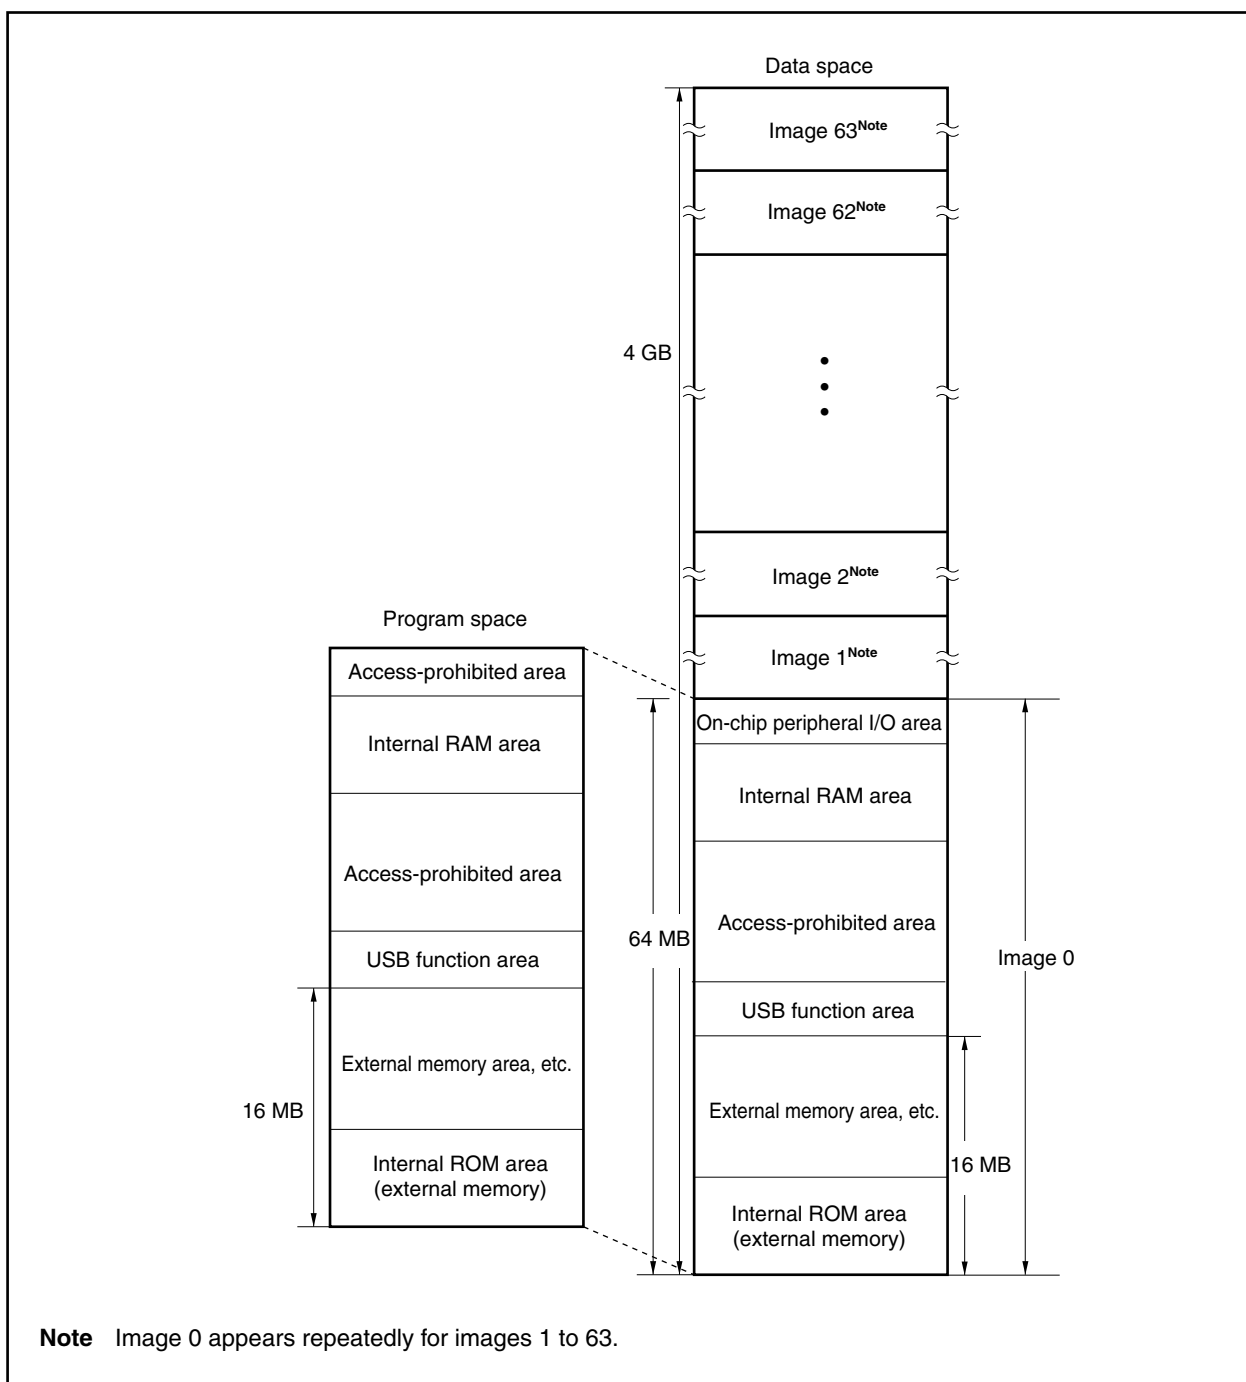 Data space
Image 63Note
Image 62Note
4 GB
Image 2Note
Image 1Note
Program space
Access-prohibited area
Internal RAM area
Access-prohibited area
USB function area
External memory area, etc.
16 MB
Internal ROM area
(external memory)
On-chip peripheral I/O area
Internal RAM area
Access-prohibited area
64 MB
Image 0
USB function area
External memory area, etc.
16 MB
Internal ROM area
(external memory)
Note Image 0 appears repeatedly for images 1 to 63.